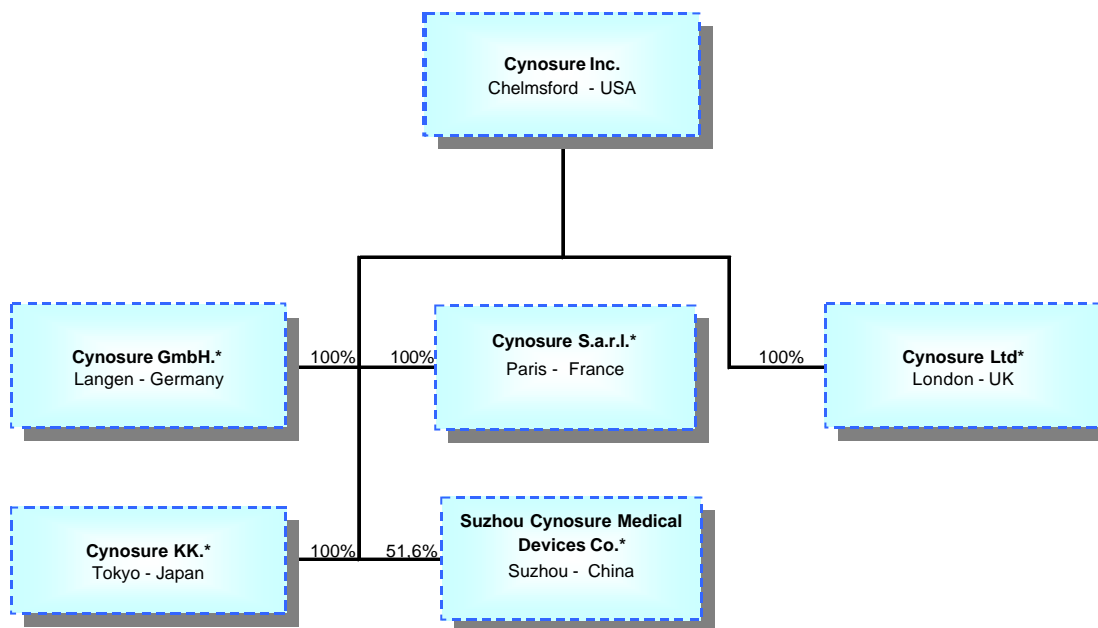 Cynosure Inc.
Chelmsford - USA
Cynosure GmbH.*
Langen - Germany
100%
100%
Cynosure S.a.r.l.*
Paris - France
100%
Cynosure Ltd*
London - UK
Cynosure KK.*
Tokyo - Japan
100%
51,6%
Suzhou Cynosure Medical
Devices Co.*
Suzhou - China